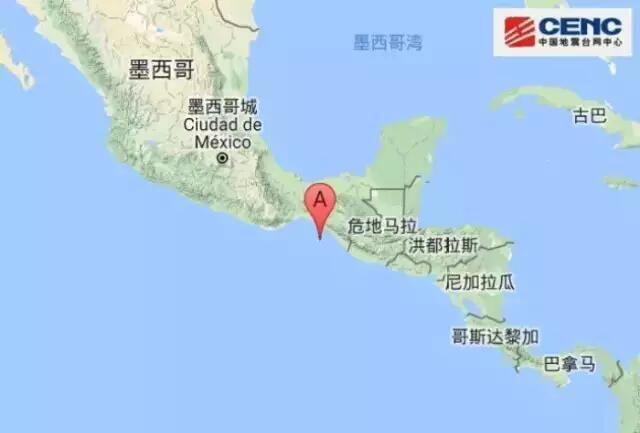 CENC
中国地震台网中心
墨西哥湾
墨西哥
墨西哥城
Ciudad de
México
古巴
A
危地马拉
洪都拉斯
尼加拉瓜
哥斯达黎加
巴拿马